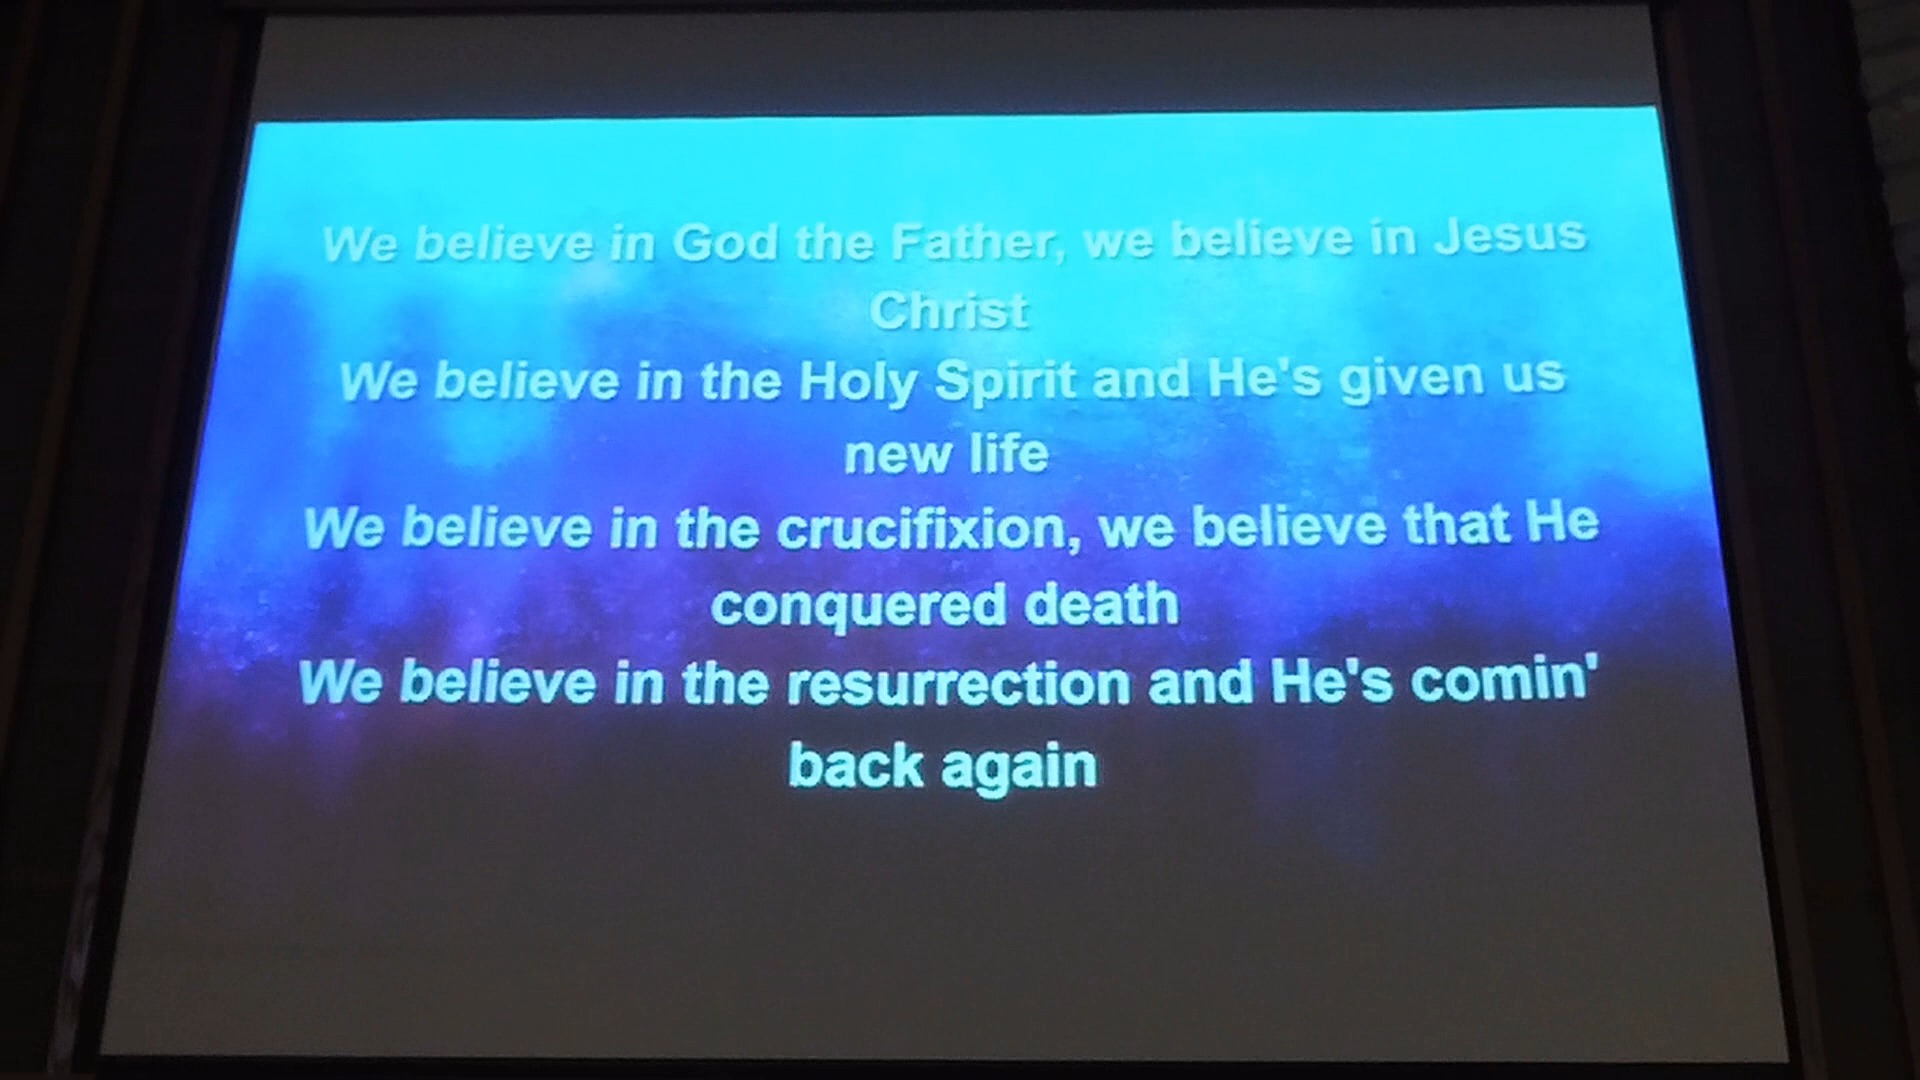 We believe in God the Father, we believe in Jesus
Christ
We believe in the Holy Spirit and He's given us
new life
We believe in the crucifixion, we believe that He
conquered death
We believe in the resurrection and He's comin'
back again